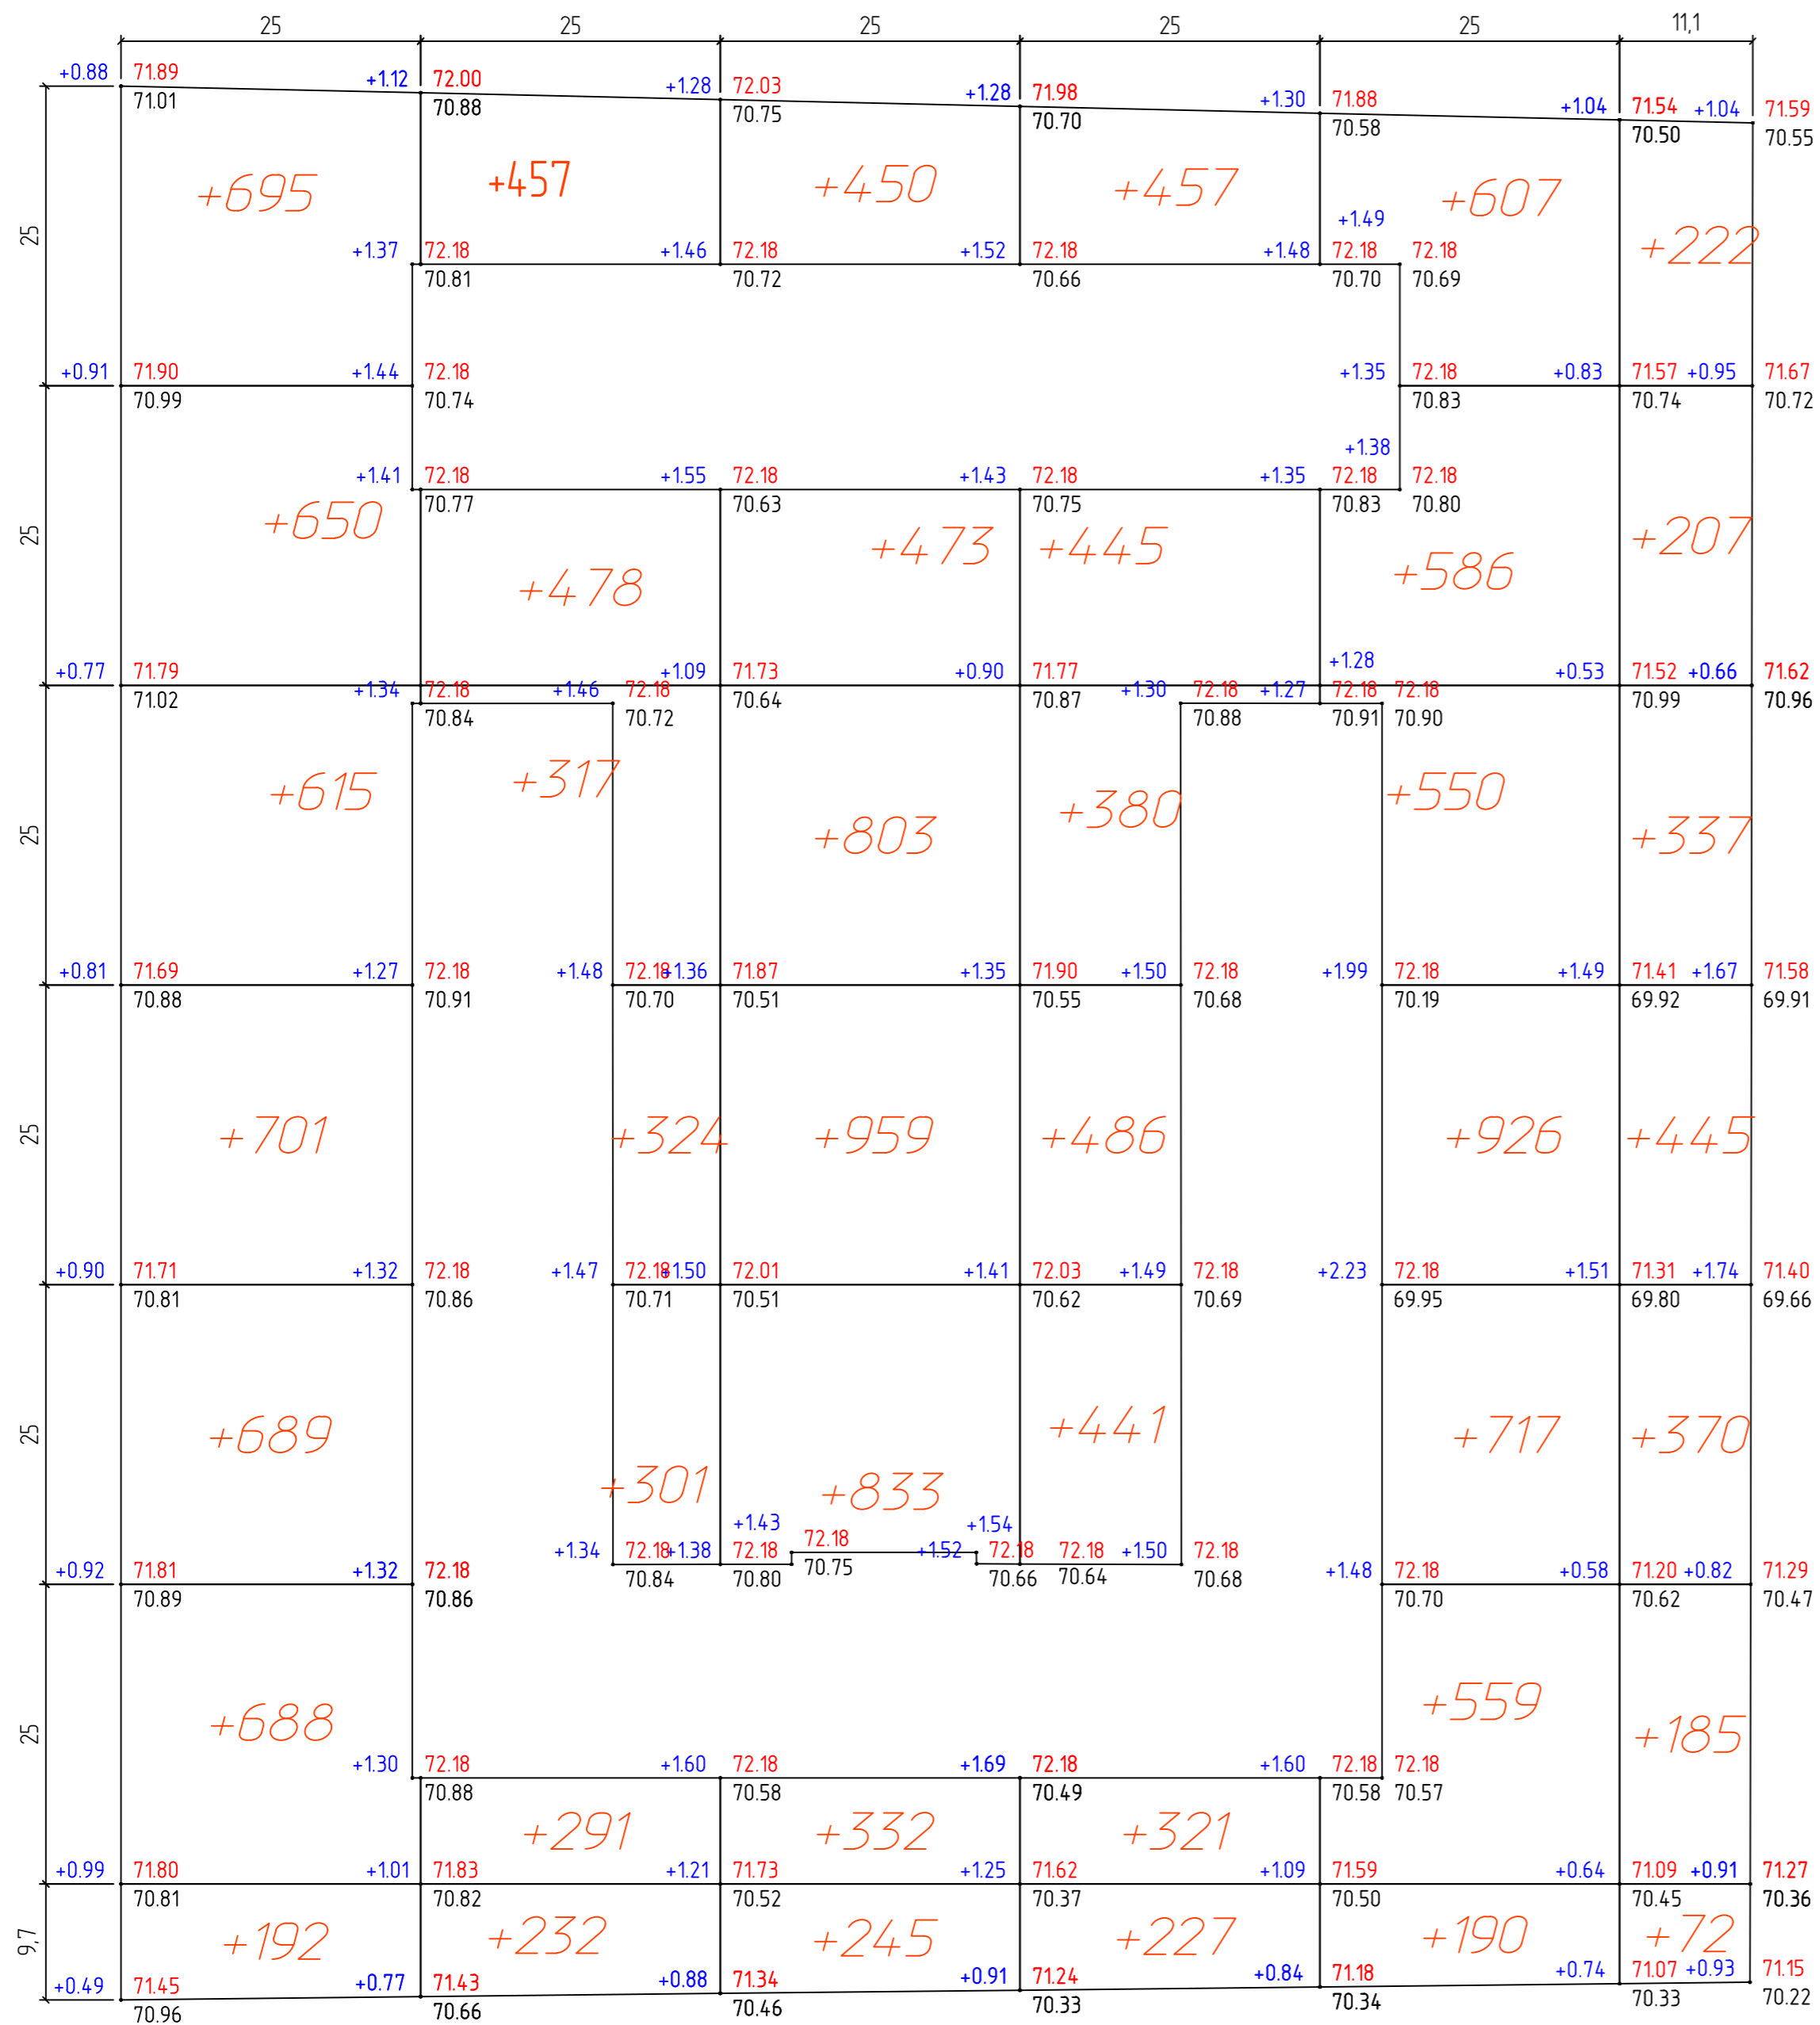 25 25 25 25 25 11,1
+0.88 71.89 +1.12 72.00 +1.28 72.03 +1.28 71.98 +1.30 71.88 +1.04 71.54 +1.04 71.59
71.01 70.88 70.75 70.70 70.58 70.50 70.55
+695 +457 +450 +457 +607
+1.49
25 +222
+1.37 72.18 +1.46 72.18 +1.52 72.18 +1.48 72.18 72.18
70.81 70.72 70.66 70.70 70.69
+0.91 71.90 +1.44 72.18 +1.35 72.18 +0.83 71.57 +0.95 71.67
70.99 70.74 70.83 70.74 70.72
+1.38
+1.41 72.18 +1.55 72.18 +1.43 72.18 +1.35 72.18 72.18
70.77 70.63 70.75 70.83 70.80
25 +650 +473 +445 +207
+478 +586
+1.28
+0.77 71.79 +1.09 71.73 +0.90 71.77 +0.53 71.52 +0.66 71.62
+1.34 72.18 +1.46 72.18 +1.30 72.18 +1.27 72.18 72.18
71.02 70.64 70.87 70.99 70.96
70.84 70.72 70.88 70.91 70.90
+615 +317 +380 +550
25 +803 +337
+0.81 71.69 +1.27 72.18 +1.48 72.18 +1.36 71.87 +1.35 71.90 +1.50 72.18 +1.99 72.18 +1.49 71.41 +1.67 71.58
70.88 70.91 70.70 70.51 70.55 70.68 70.19 69.92 69.91
25 +701 +324 +959 +486 +926 +445
+0.90 71.71 +1.32 72.18 +1.47 72.18 +1.50 72.01 +1.41 72.03 +1.49 72.18 +2.23 72.18 +1.51 71.31 +1.74 71.40
70.81 70.86 70.71 70.51 70.62 70.69 69.95 69.80 69.66
25 +689 +441 +717 +370
+301 +833
+1.43 +1.54
72.18
+1.34 72.18 +1.38 72.18 +1.52 72.18 72.18 +1.50 72.18
70.84 70.80 70.75 70.66 70.64 70.68
+0.92 71.81 +1.32 72.18 +1.48 72.18 +0.58 71.20 +0.82 71.29
70.89 70.86 70.70 70.62 70.47
25 +688 +559 +185
+1.30 72.18 +1.60 72.18 +1.69 72.18 +1.60 72.18 72.18
70.88 70.58 70.49 70.58 70.57
+291 +332 +321
+0.99 71.80 +1.01 71.83 +1.21 71.73 +1.25 71.62 +1.09 71.59 +0.64 71.09 +0.91 71.27
70.81 70.82 70.52 70.37 70.50 70.45 70.36
9,7 +192 +232 +245 +227 +190 +72
+0.49 71.45 +0.77 71.43 +0.88 71.34 +0.91 71.24 +0.84 71.18 +0.74 71.07 +0.93 71.15
70.96 70.66 70.46 70.33 70.34 70.33 70.22